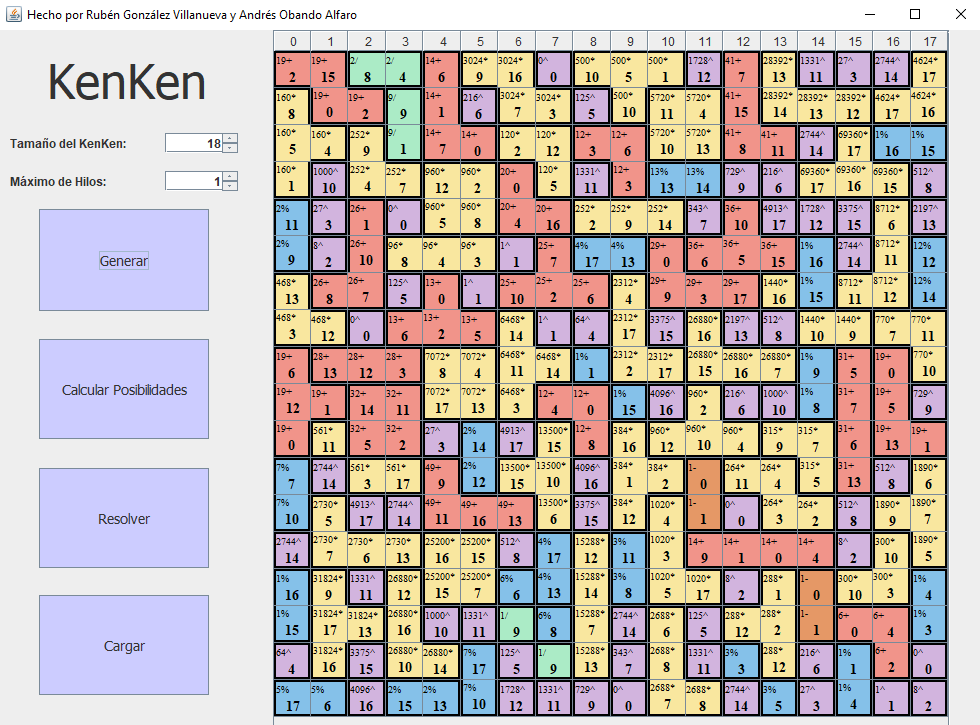 Hecho por Rubén González Villanueva y Andrés Obando Alfaro
KenKen
Tamaño del KenKen: 18
Máximo de Hilos: 1
Generar
Calcular Posibilidades
Resolver
Cargar
0 1 2 3 4 5 6 7 8 9 10 11 12 13 14 15 16 17
19+ 19+ 2/ 2/ 14+ 3024* 3024* 0^ 500* 500* 500* 1728^ 41+ 28392* 1331^ 27^ 2744^ 4624*
2 15 8 4 6 9 16 0 10 5 1 12 7 13 11 3 14 17
160* 19+ 19+ 9/ 14+ 216^ 3024* 3024* 125^ 500* 5720* 5720* 41+ 28392* 28392* 28392* 4624* 4624*
8 0 2 9 1 6 7 3 5 10 11 4 15 14 13 12 17 16
160* 160* 252* 9/ 14+ 14+ 120* 120* 12+ 12+ 5720* 5720* 41+ 41+ 2744^ 69360* 1% 1%
5 4 9 1 7 0 2 12 3 6 10 13 8 11 14 17 16 15
160* 1000^ 252* 252* 960* 960* 20+ 120* 1331^ 12+ 13% 13% 729^ 216^ 69360* 69360* 69360* 512^
1 10 4 7 12 2 0 5 11 3 13 14 9 6 17 16 15 8
2% 27^ 26+ 0^ 960* 960* 20+ 20+ 252* 252* 252* 343^ 36+ 4913^ 1728^ 3375^ 8712* 2197^
11 3 1 0 5 8 4 16 2 9 14 7 10 17 12 15 6 13
2% 8^ 26+ 96* 96* 96* 1^ 25+ 4% 4% 29+ 36+ 36+ 36+ 1% 2744^ 8712* 12%
9 2 10 8 4 3 1 7 17 13 0 6 5 15 16 14 11 12
468* 26+ 26+ 125^ 13+ 1^ 25+ 25+ 25+ 2312* 29+ 29+ 29+ 1440* 1% 8712* 8712* 12%
13 8 7 5 0 1 10 2 6 4 9 3 17 16 15 11 12 14
468* 468* 0^ 13+ 13+ 13+ 6468* 1^ 64^ 2312* 3375^ 26880* 2197^ 512^ 1440* 1440* 770* 770*
3 12 0 6 2 5 14 1 4 17 15 16 13 8 10 9 7 11
19+ 28+ 28+ 28+ 7072* 7072* 6468* 6468* 1% 2312* 2312* 26880* 26880* 26880* 1% 31+ 19+ 770*
6 13 12 3 8 4 11 14 1 2 17 15 16 7 9 5 0 10
19+ 19+ 32+ 32+ 7072* 7072* 6468* 12+ 12+ 1% 4096^ 960* 216^ 1000^ 1% 31+ 19+ 729^
12 1 14 11 17 13 3 4 0 15 16 2 6 10 8 7 5 9
19+ 561* 32+ 32+ 27^ 2% 4913^ 13500* 12+ 384* 960* 960* 960* 315* 315* 31+ 19+ 19+
0 11 5 2 3 14 17 15 8 16 12 10 4 9 7 6 13 1
7% 2744^ 561* 561* 49+ 2% 13500* 13500* 4096^ 384* 384* 1- 264* 264* 315* 31+ 512^ 1890*
7 14 3 17 9 12 15 10 16 1 2 0 11 4 5 13 8 6
7% 2730* 4913^ 2744^ 49+ 49+ 49+ 13500* 3375^ 384* 1020* 1- 0^ 264* 264* 512^ 1890* 1890*
10 5 17 14 11 16 13 6 15 12 4 1 0 3 2 8 9 7
2744^ 2730* 2730* 2730* 25200* 25200* 512^ 4% 15288* 3% 1020* 14+ 14+ 14+ 14+ 8^ 300* 1890*
14 7 6 13 16 15 8 17 12 11 3 9 1 0 4 2 10 5
1% 31824* 1331^ 26880* 25200* 25200* 6% 4% 15288* 3% 1020* 1020* 8^ 288* 1- 300* 300* 1%
16 9 11 12 15 7 6 13 14 8 5 17 2 1 0 10 3 4
1% 31824* 31824* 26880* 1000^ 1331^ 1/ 6% 15288* 2744^ 2688* 125^ 288* 288* 1- 6+ 6+ 1%
15 17 13 16 10 11 9 8 7 14 6 5 12 2 1 0 4 3
64^ 31824* 3375^ 26880* 26880* 7% 125^ 1/ 15288* 343^ 2688* 1331^ 3% 288* 216^ 1% 6+ 0^
4 16 15 10 14 17 5 9 13 7 8 11 3 12 6 1 2 0
5% 5% 4096^ 2% 2% 7% 1728^ 1331^ 729^ 0^ 2688* 2688* 2744^ 3% 27^ 1% 1^ 8^
17 6 16 15 13 10 12 11 9 0 7 8 14 5 3 4 1 2